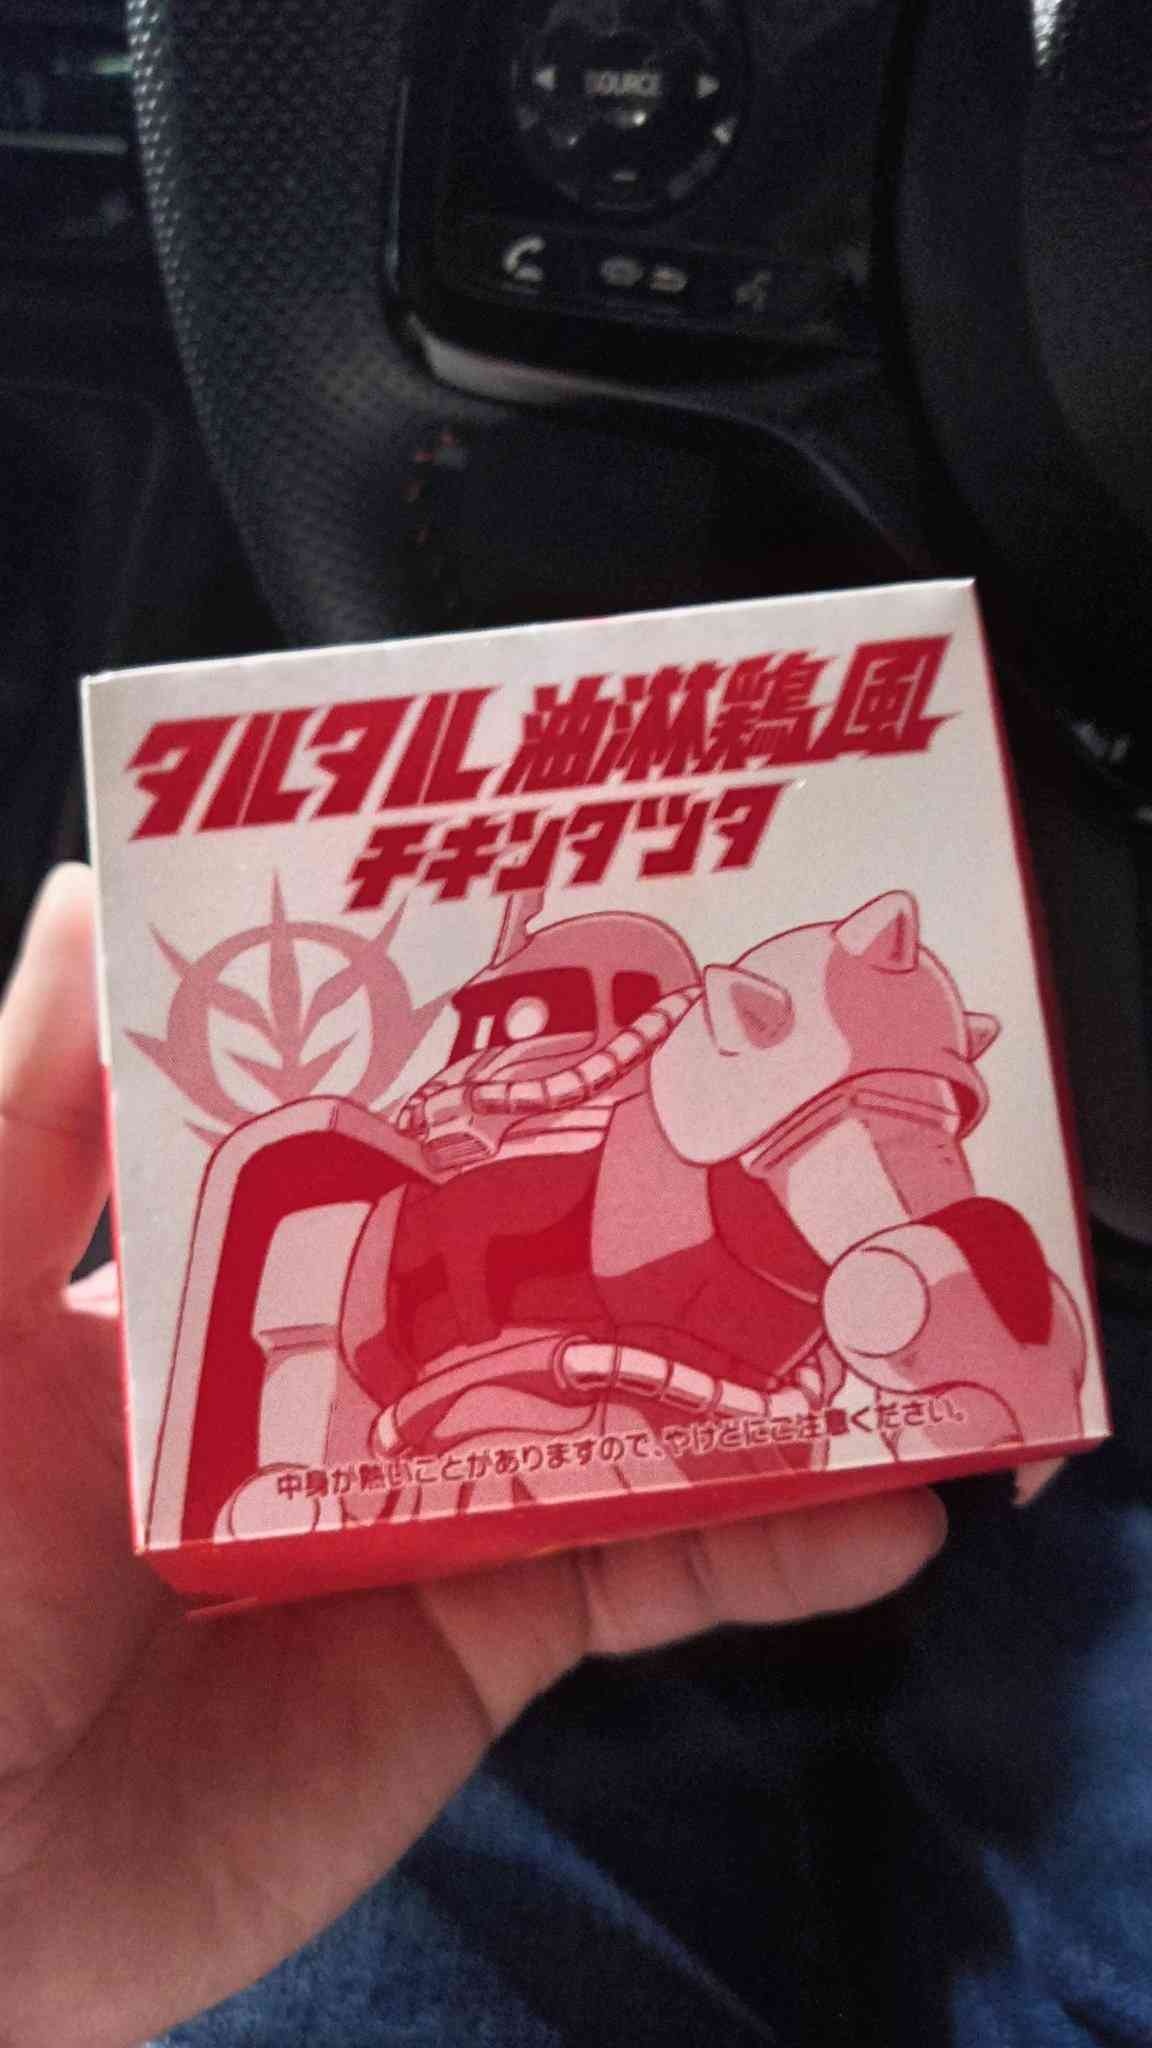 SOURCE
タルタル油淋鶏風
チキンタツタ
中身が熱いことがありますので、やけどにご注意ください。